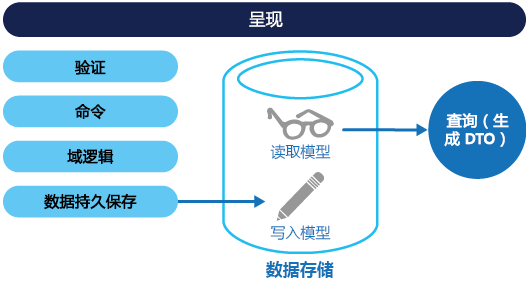 呈现
验证
命令
域逻辑
数据持久保存
读取模型
写入模型
数据存储
查询（生
成 DTO）